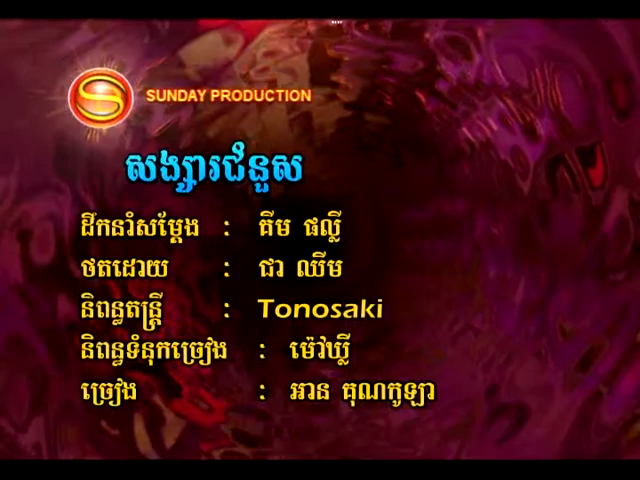 SUNDAY PRODUCTION
សង្សារជំនួស
ដឹកនាំសម្តែង : គីម ផល្លី
ថតដោយ : ជា ឈីម
និពន្ធតន្ត្រី : Tonosaki
និពន្ធទំនុកច្រៀង : ម៉ៅឃ្លី
ច្រៀង : អាន គុណកូឡា